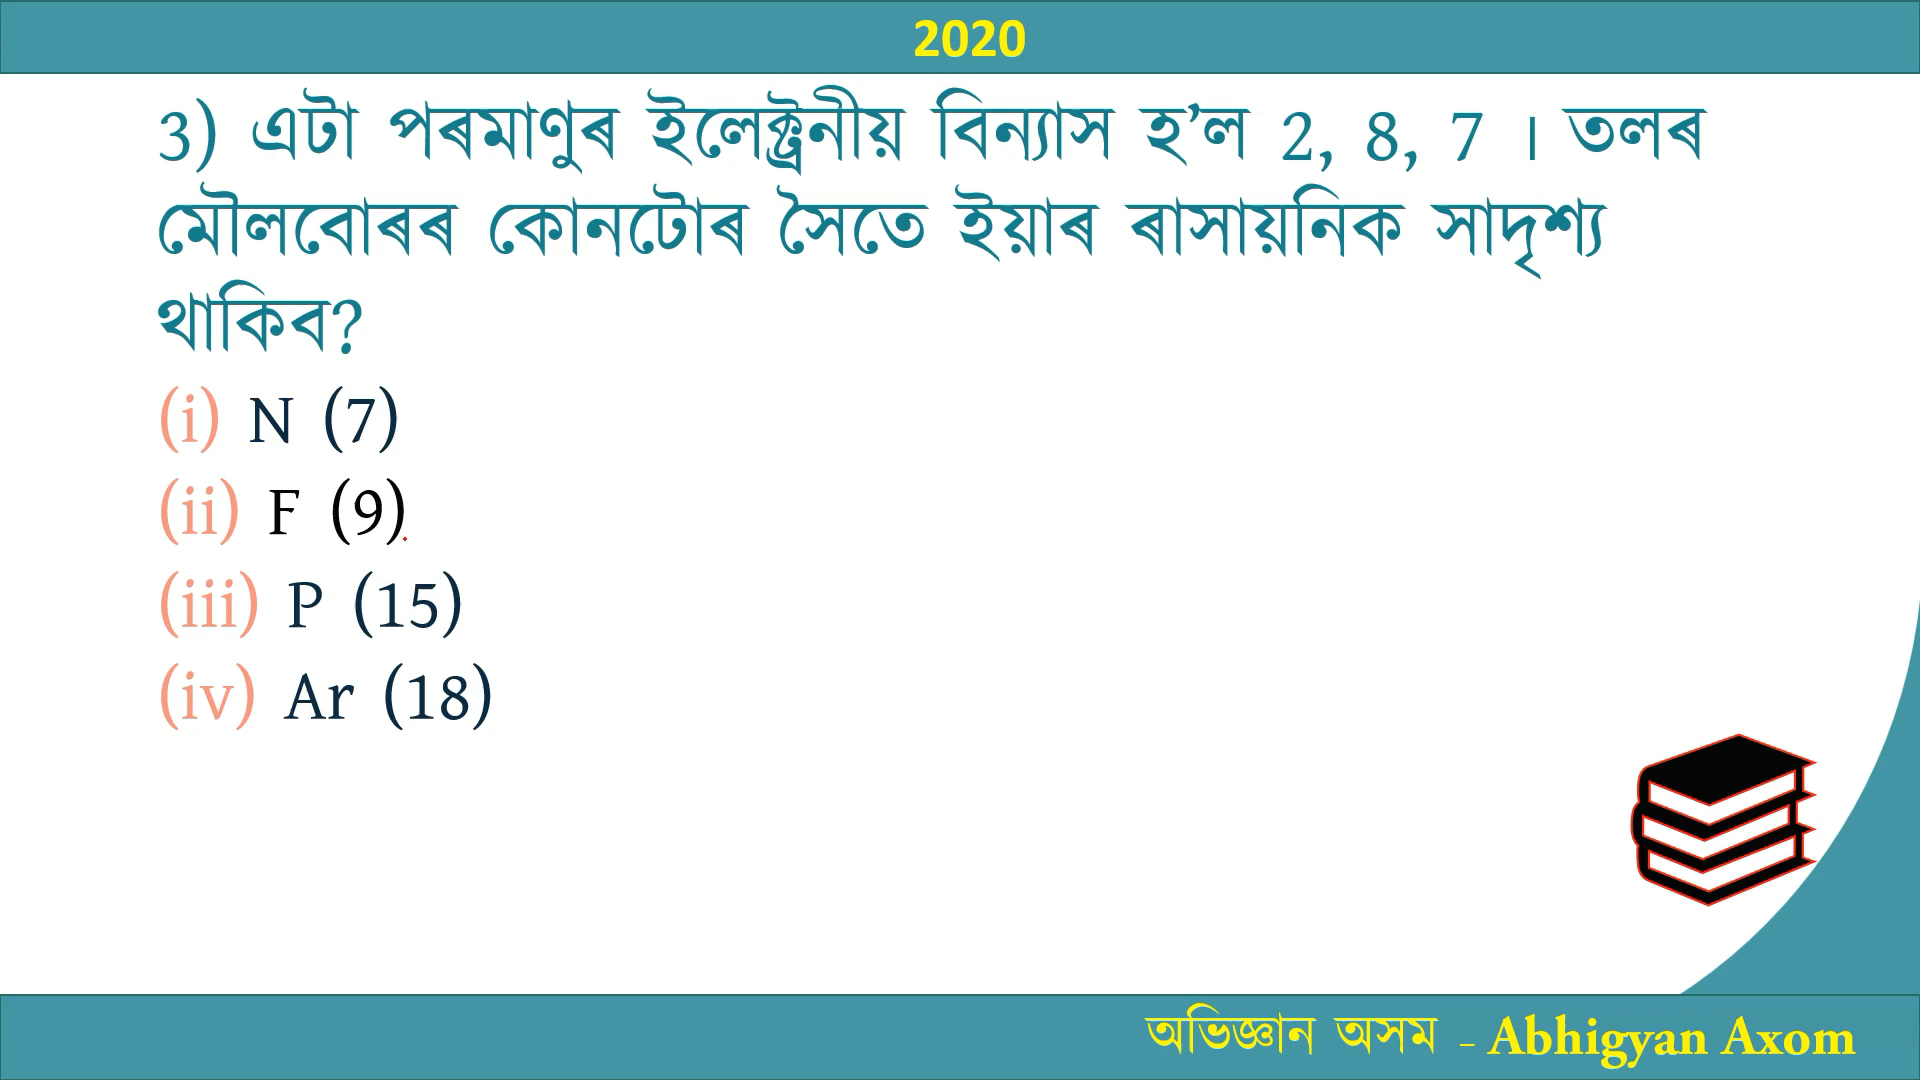 2020
3) এটা পৰমাণুৰ ইলেক্ট্ৰনীয় বিন্যাস হ’ল 2, 8, 7 । তলৰ
মৌলবোৰৰ কোনটোৰ সৈতে ইয়াৰ ৰাসায়নিক সাদৃশ্য
থাকিব?
(i) N (7)
(ii) F (9)
(iii) P (15)
(iv) Ar (18)
অভিজ্ঞান অসম – Abhigyan Axom